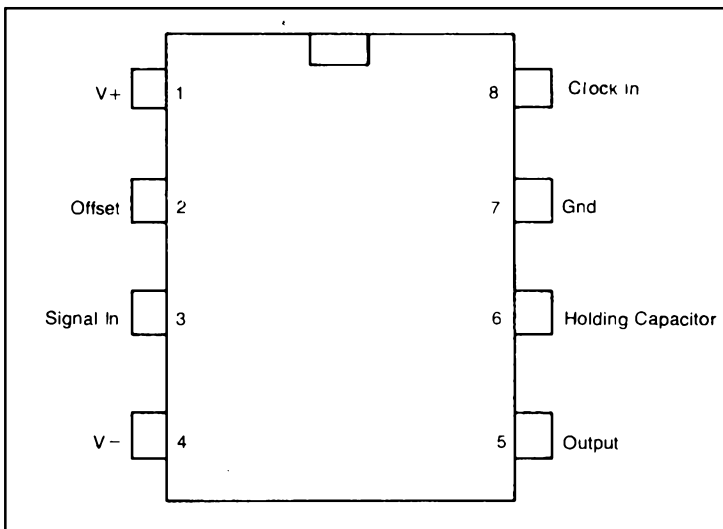 V+ 1 8 Clock In
Offset 2 7 Gnd
Signal In 3 6 Holding Capacitor
V− 4 5 Output